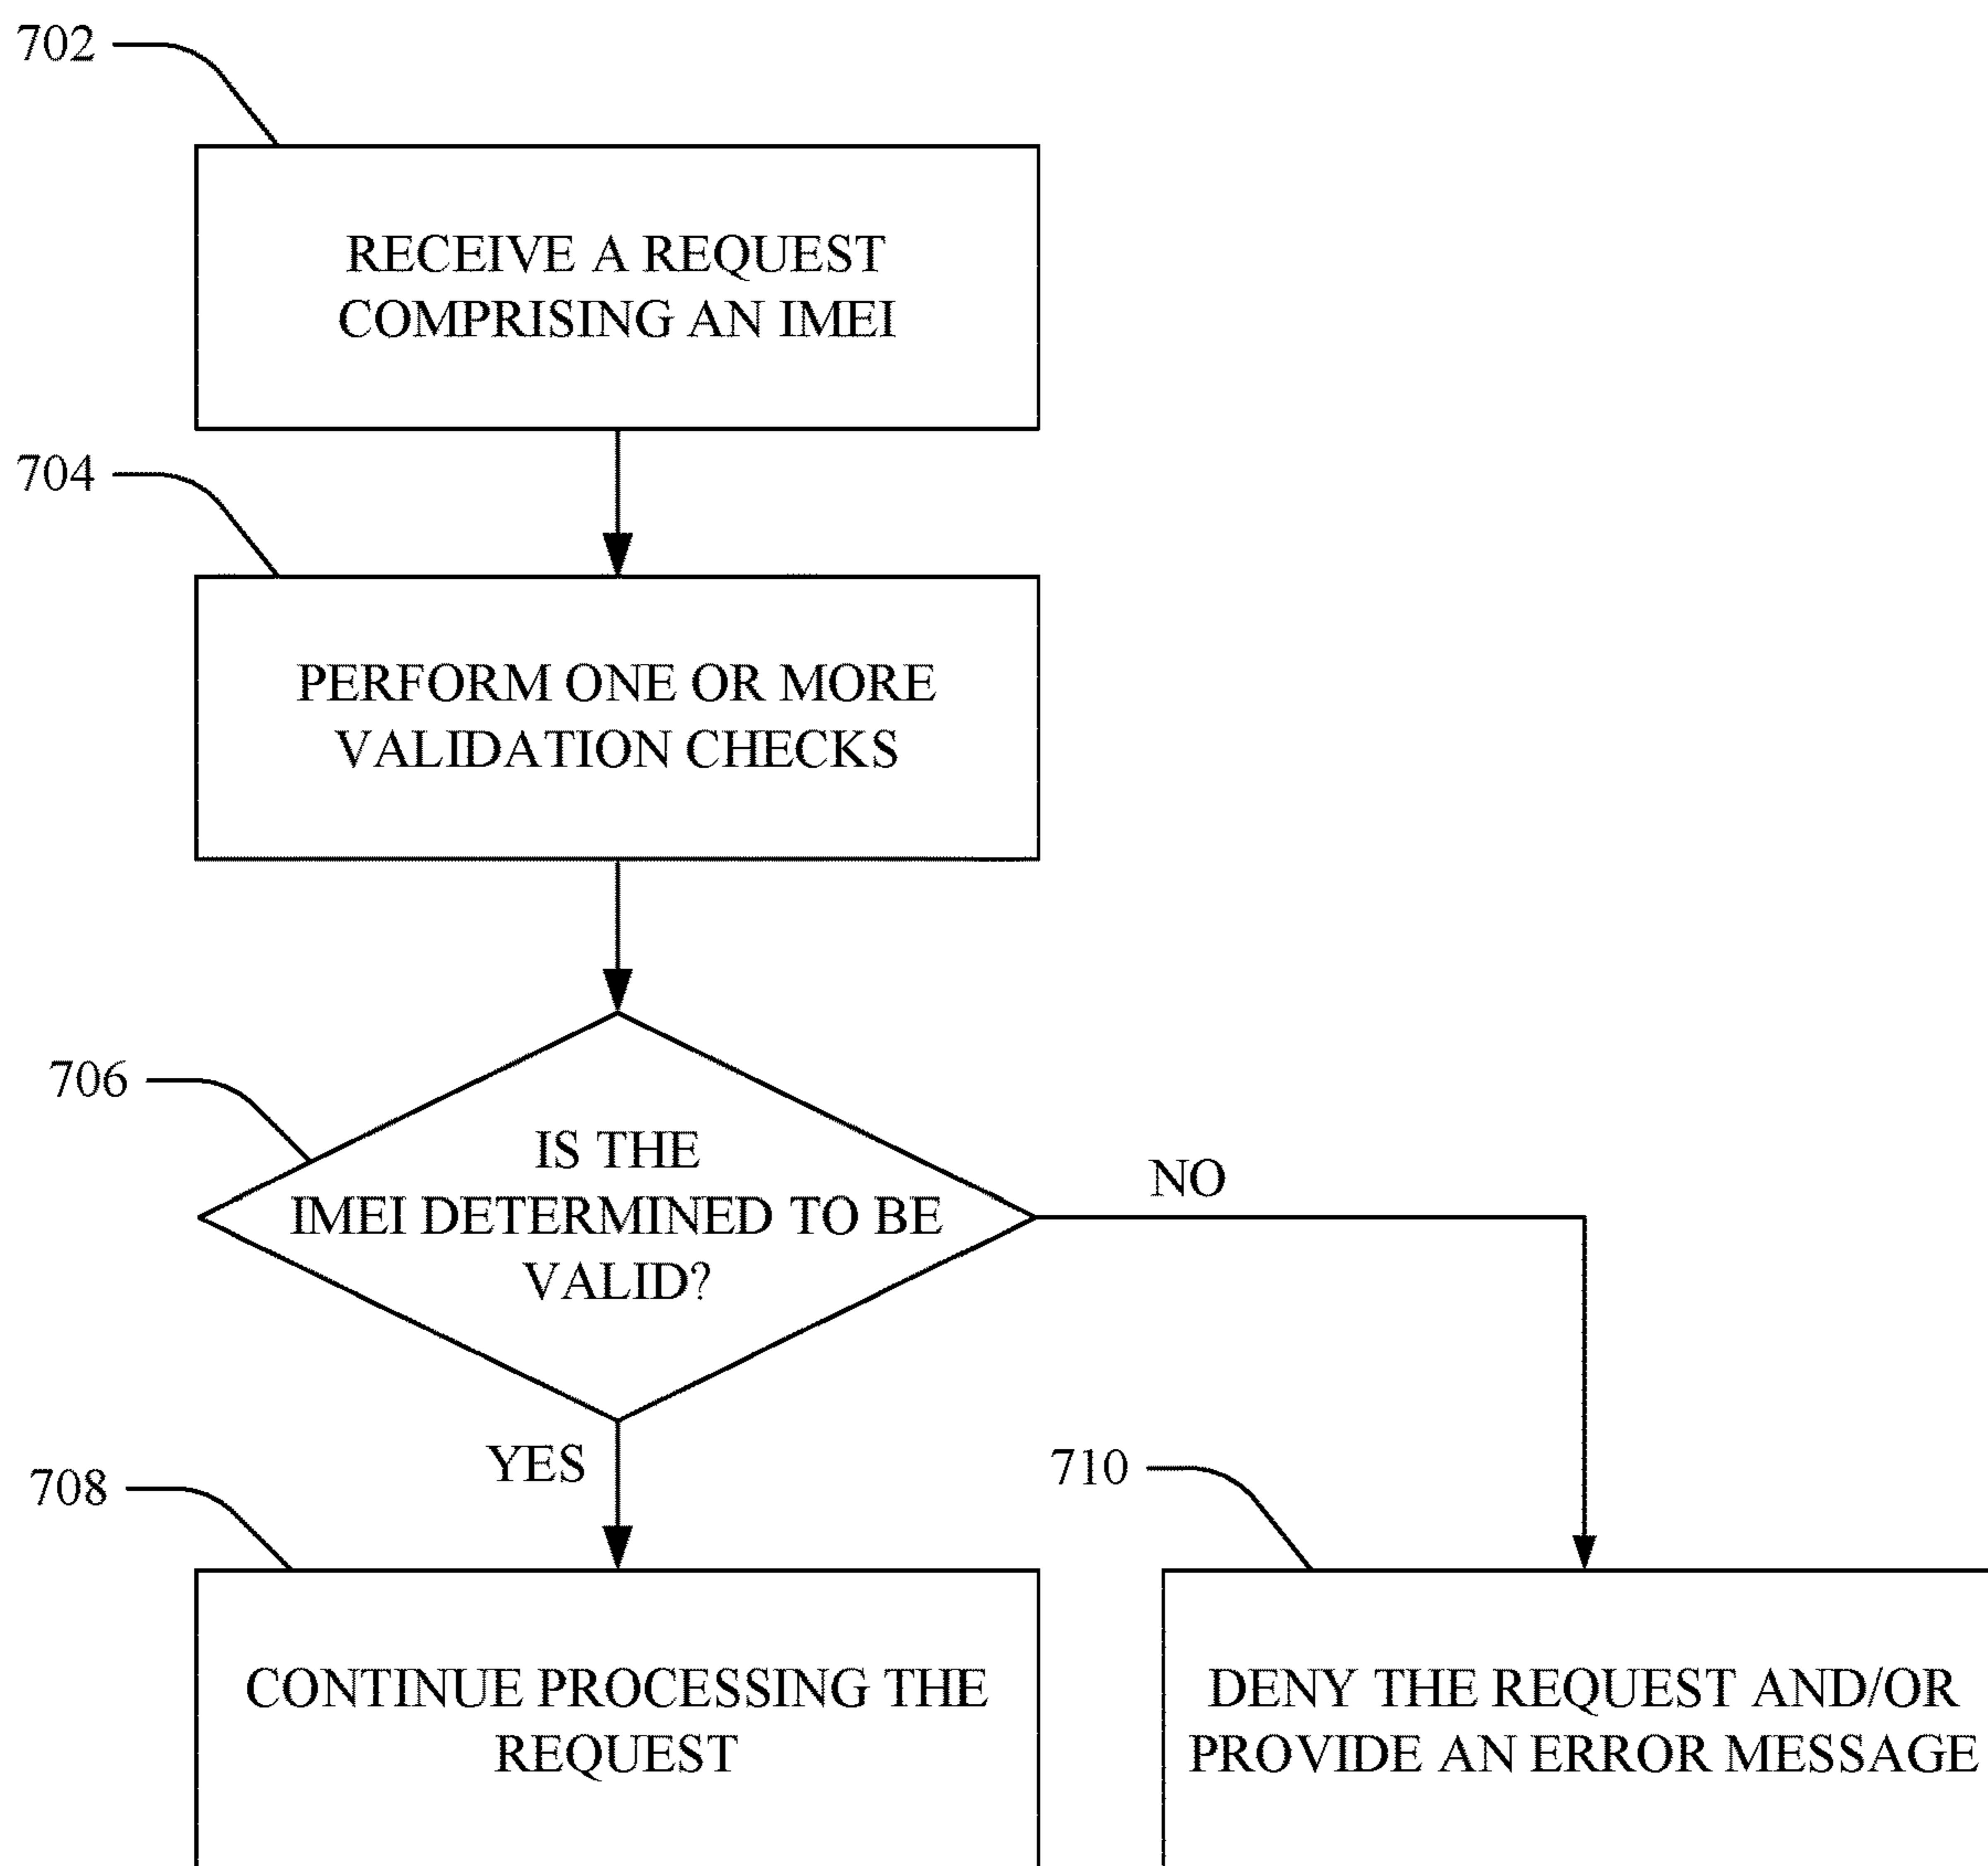 702
RECEIVE A REQUEST
COMPRISING AN IMEI
704
PERFORM ONE OR MORE
VALIDATION CHECKS
706
IS THE
IMEI DETERMINED TO BE
VALID?
NO
YES
708
CONTINUE PROCESSING THE
REQUEST
710
DENY THE REQUEST AND/OR
PROVIDE AN ERROR MESSAGE